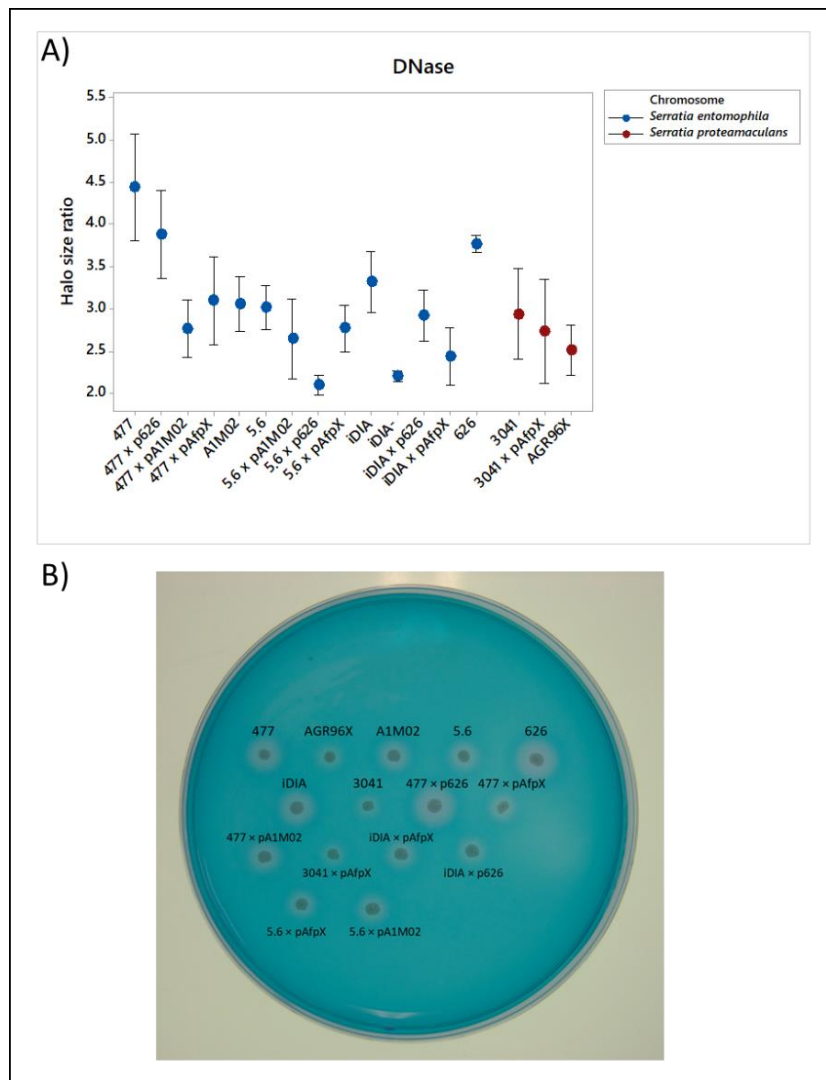 A)
DNase
Halo size ratio
5.5
5.0
4.5
4.0
3.5
3.0
2.5
2.0
477
477 x p626
477 x pA1M02
477 x pAfpX
A1M02
5.6
5.6 x pA1M02
5.6 x p626
5.6 x pAfpX
iDIA
iDIA-
iDIA x p626
iDIA x pAfpX
626
3041
3041 x pAfpX
AGR96X
Chromosome
Serratia entomophila
Serratia proteamaculans
B)
477 AGR96X A1M02 5.6 626
iDIA 3041 477 × p626 477 × pAfpX
477 × pA1M02 iDIA × pAfpX
3041 × pAfpX iDIA × p626
5.6 × pAfpX 5.6 × pA1M02